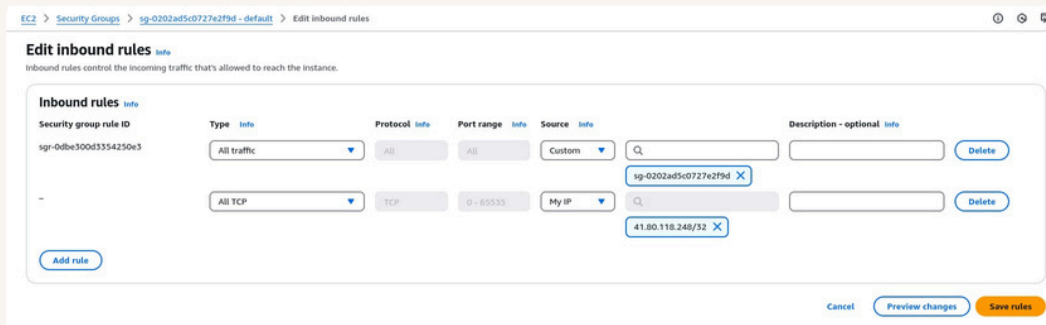 EC2 > Security Groups > sg-0202ad5c0727e2f9d - default > Edit inbound rules
Edit inbound rules Info
Inbound rules control the incoming traffic that's allowed to reach the instance.
Inbound rules Info
Security group rule ID Type Info Protocol Info Port range Info Source Info Description - optional Info
sgr-0dbe300d3354250e3 All traffic All All Custom Delete
sg-0202ad5c0727e2f9d
– All TCP TCP 0 - 65535 My IP Delete
41.80.118.248/32
Add rule
Cancel Preview changes Save rules